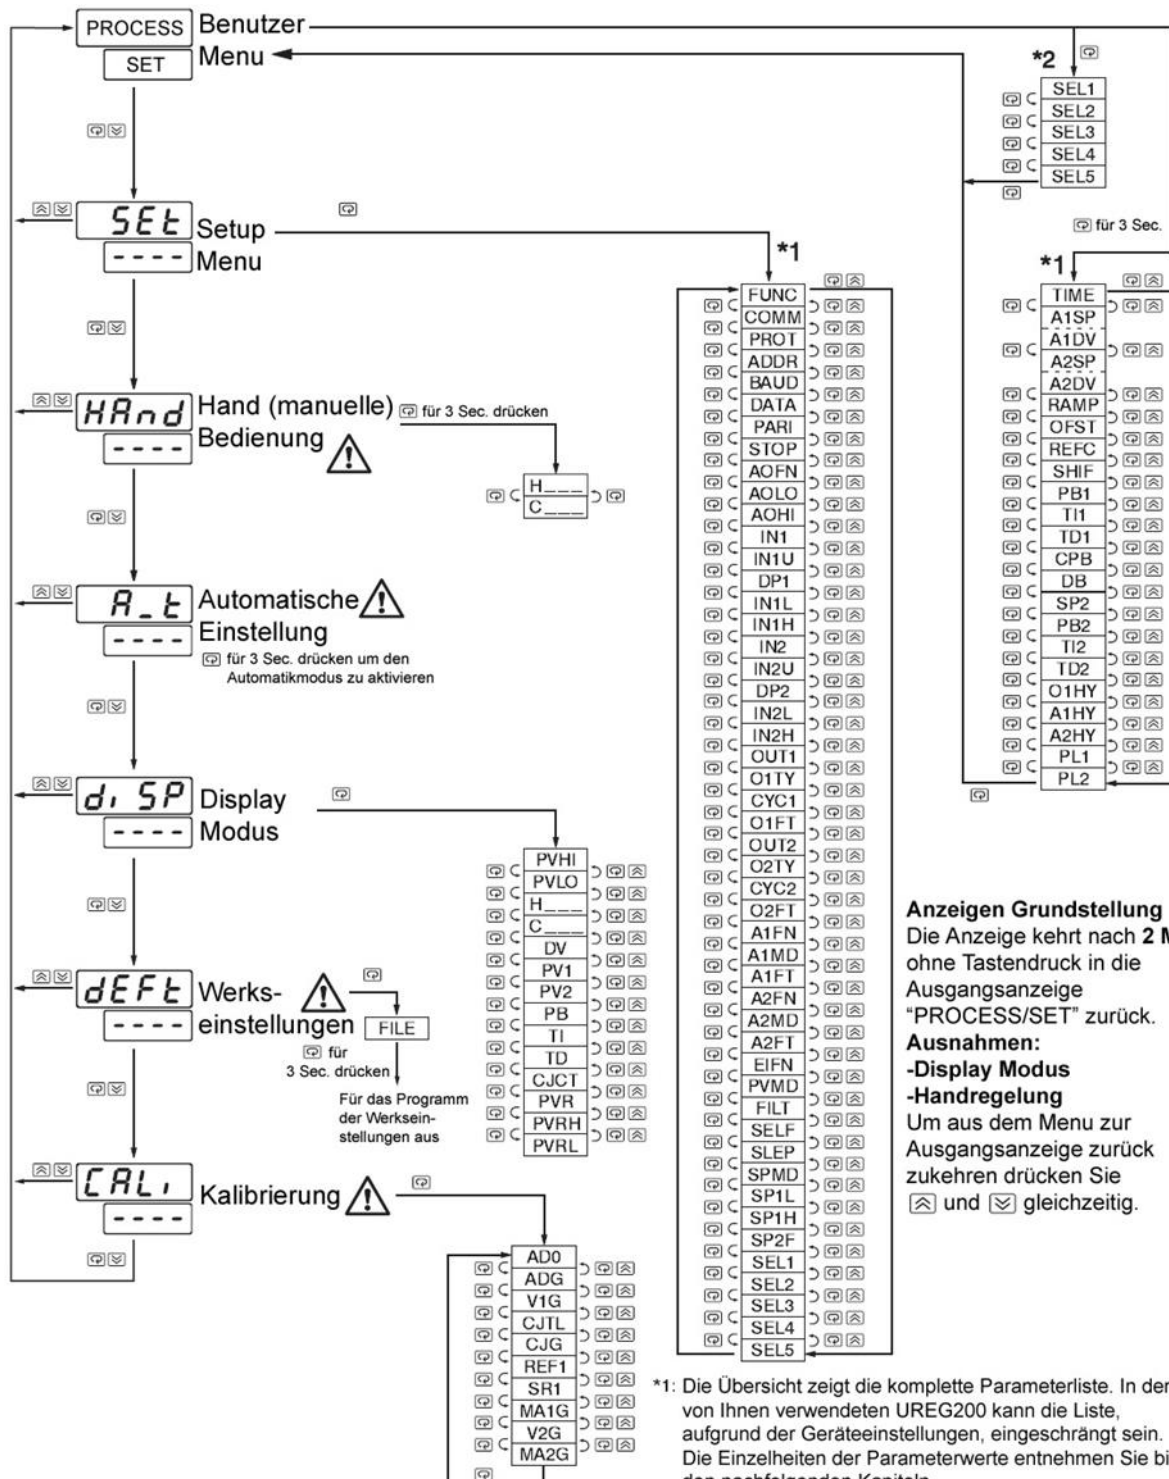 PROCESS
SET
Benutzer
Menu
*2
SEL1
SEL2
SEL3
SEL4
SEL5
für 3 Sec.
SEt
- - - -
Setup
Menu
*1
FUNC
COMM
PROT
ADDR
BAUD
DATA
PARI
STOP
AOFN
AOLO
AOHI
IN1
IN1U
DP1
IN1L
IN1H
IN2
IN2U
DP2
IN2L
IN2H
OUT1
O1TY
CYC1
O1FT
OUT2
O2TY
CYC2
O2FT
A1FN
A1MD
A1FT
A2FN
A2MD
A2FT
EIFN
PVMD
FILT
SELF
SLEP
SPMD
SP1L
SP1H
SP2F
SEL1
SEL2
SEL3
SEL4
SEL5
*1
TIME
A1SP
A1DV
A2SP
A2DV
RAMP
OFST
REFC
SHIF
PB1
TI1
TD1
CPB
DB
SP2
PB2
TI2
TD2
O1HY
A1HY
A2HY
PL1
PL2
HAnd
- - - -
Hand (manuelle)
Bedienung
für 3 Sec. drücken
H_ _ _
C_ _ _
A_t
- - - -
Automatische
Einstellung
für 3 Sec. drücken um den
Automatikmodus zu aktivieren
di SP
- - - -
Display
Modus
PVHI
PVLO
H_ _ _
C_ _ _
DV
PV1
PV2
PB
TI
TD
CJCT
PVR
PVRH
PVRL
dEFt
- - - -
Werks-
einstellungen
FILE
für
3 Sec. drücken
Für das Programm
der Werksein-
stellungen aus
CALi
- - - -
Kalibrierung
AD0
ADG
V1G
CJTL
CJG
REF1
SR1
MA1G
V2G
MA2G
Anzeigen Grundstellung
Die Anzeige kehrt nach 2 M
ohne Tastendruck in die
Ausgangsanzeige
“PROCESS/SET” zurück.
Ausnahmen:
-Display Modus
-Handregelung
Um aus dem Menu zur
Ausgangsanzeige zurück
zukehren drücken Sie
und gleichzeitig.
*1: Die Übersicht zeigt die komplette Parameterliste. In der
von Ihnen verwendeten UREG200 kann die Liste,
aufgrund der Geräteeinstellungen, eingeschränkt sein.
Die Einzelheiten der Parameterwerte entnehmen Sie bi
den nachfolgenden Kapiteln